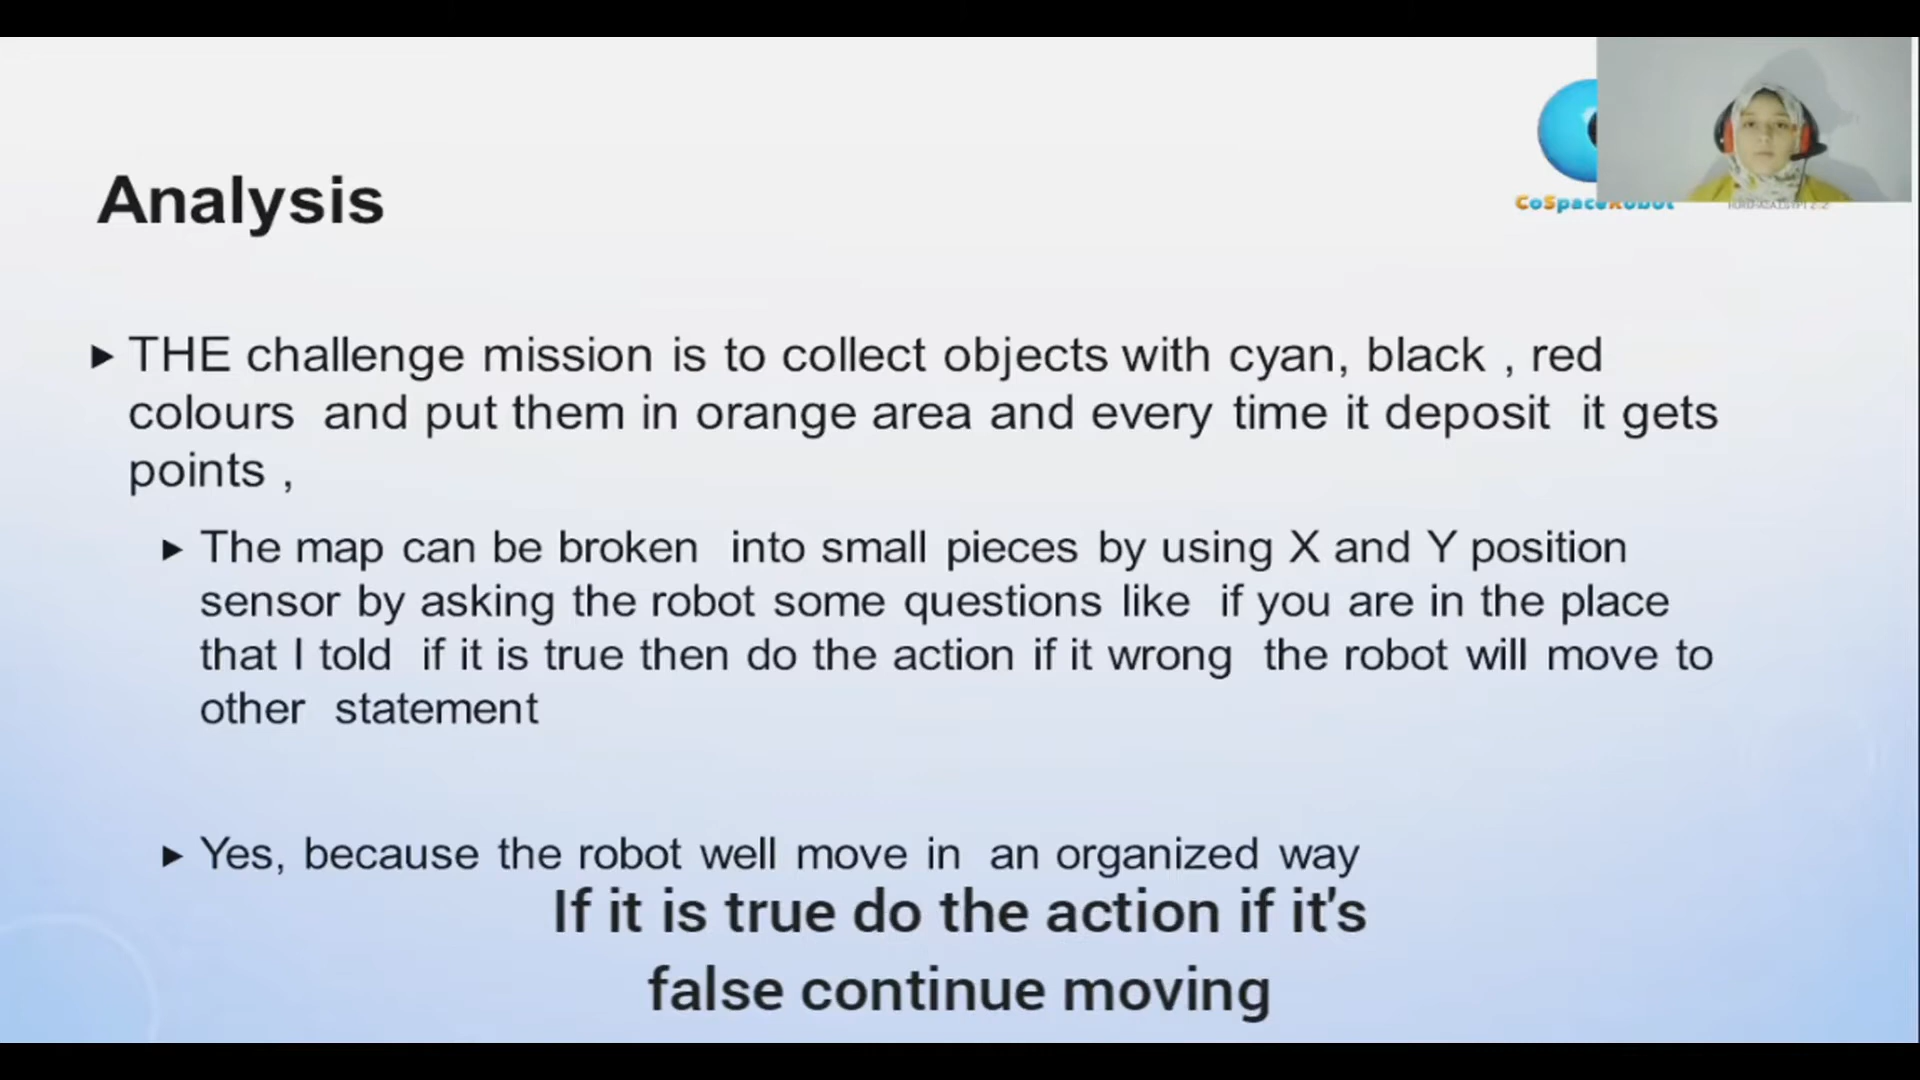 CoSpaceRobot
Analysis
THE challenge mission is to collect objects with cyan, black , red
colours and put them in orange area and every time it deposit it gets
points ,
The map can be broken into small pieces by using X and Y position
sensor by asking the robot some questions like if you are in the place
that I told if it is true then do the action if it wrong the robot will move to
other statement
Yes, because the robot well move in an organized way
If it is true do the action if it's
false continue moving